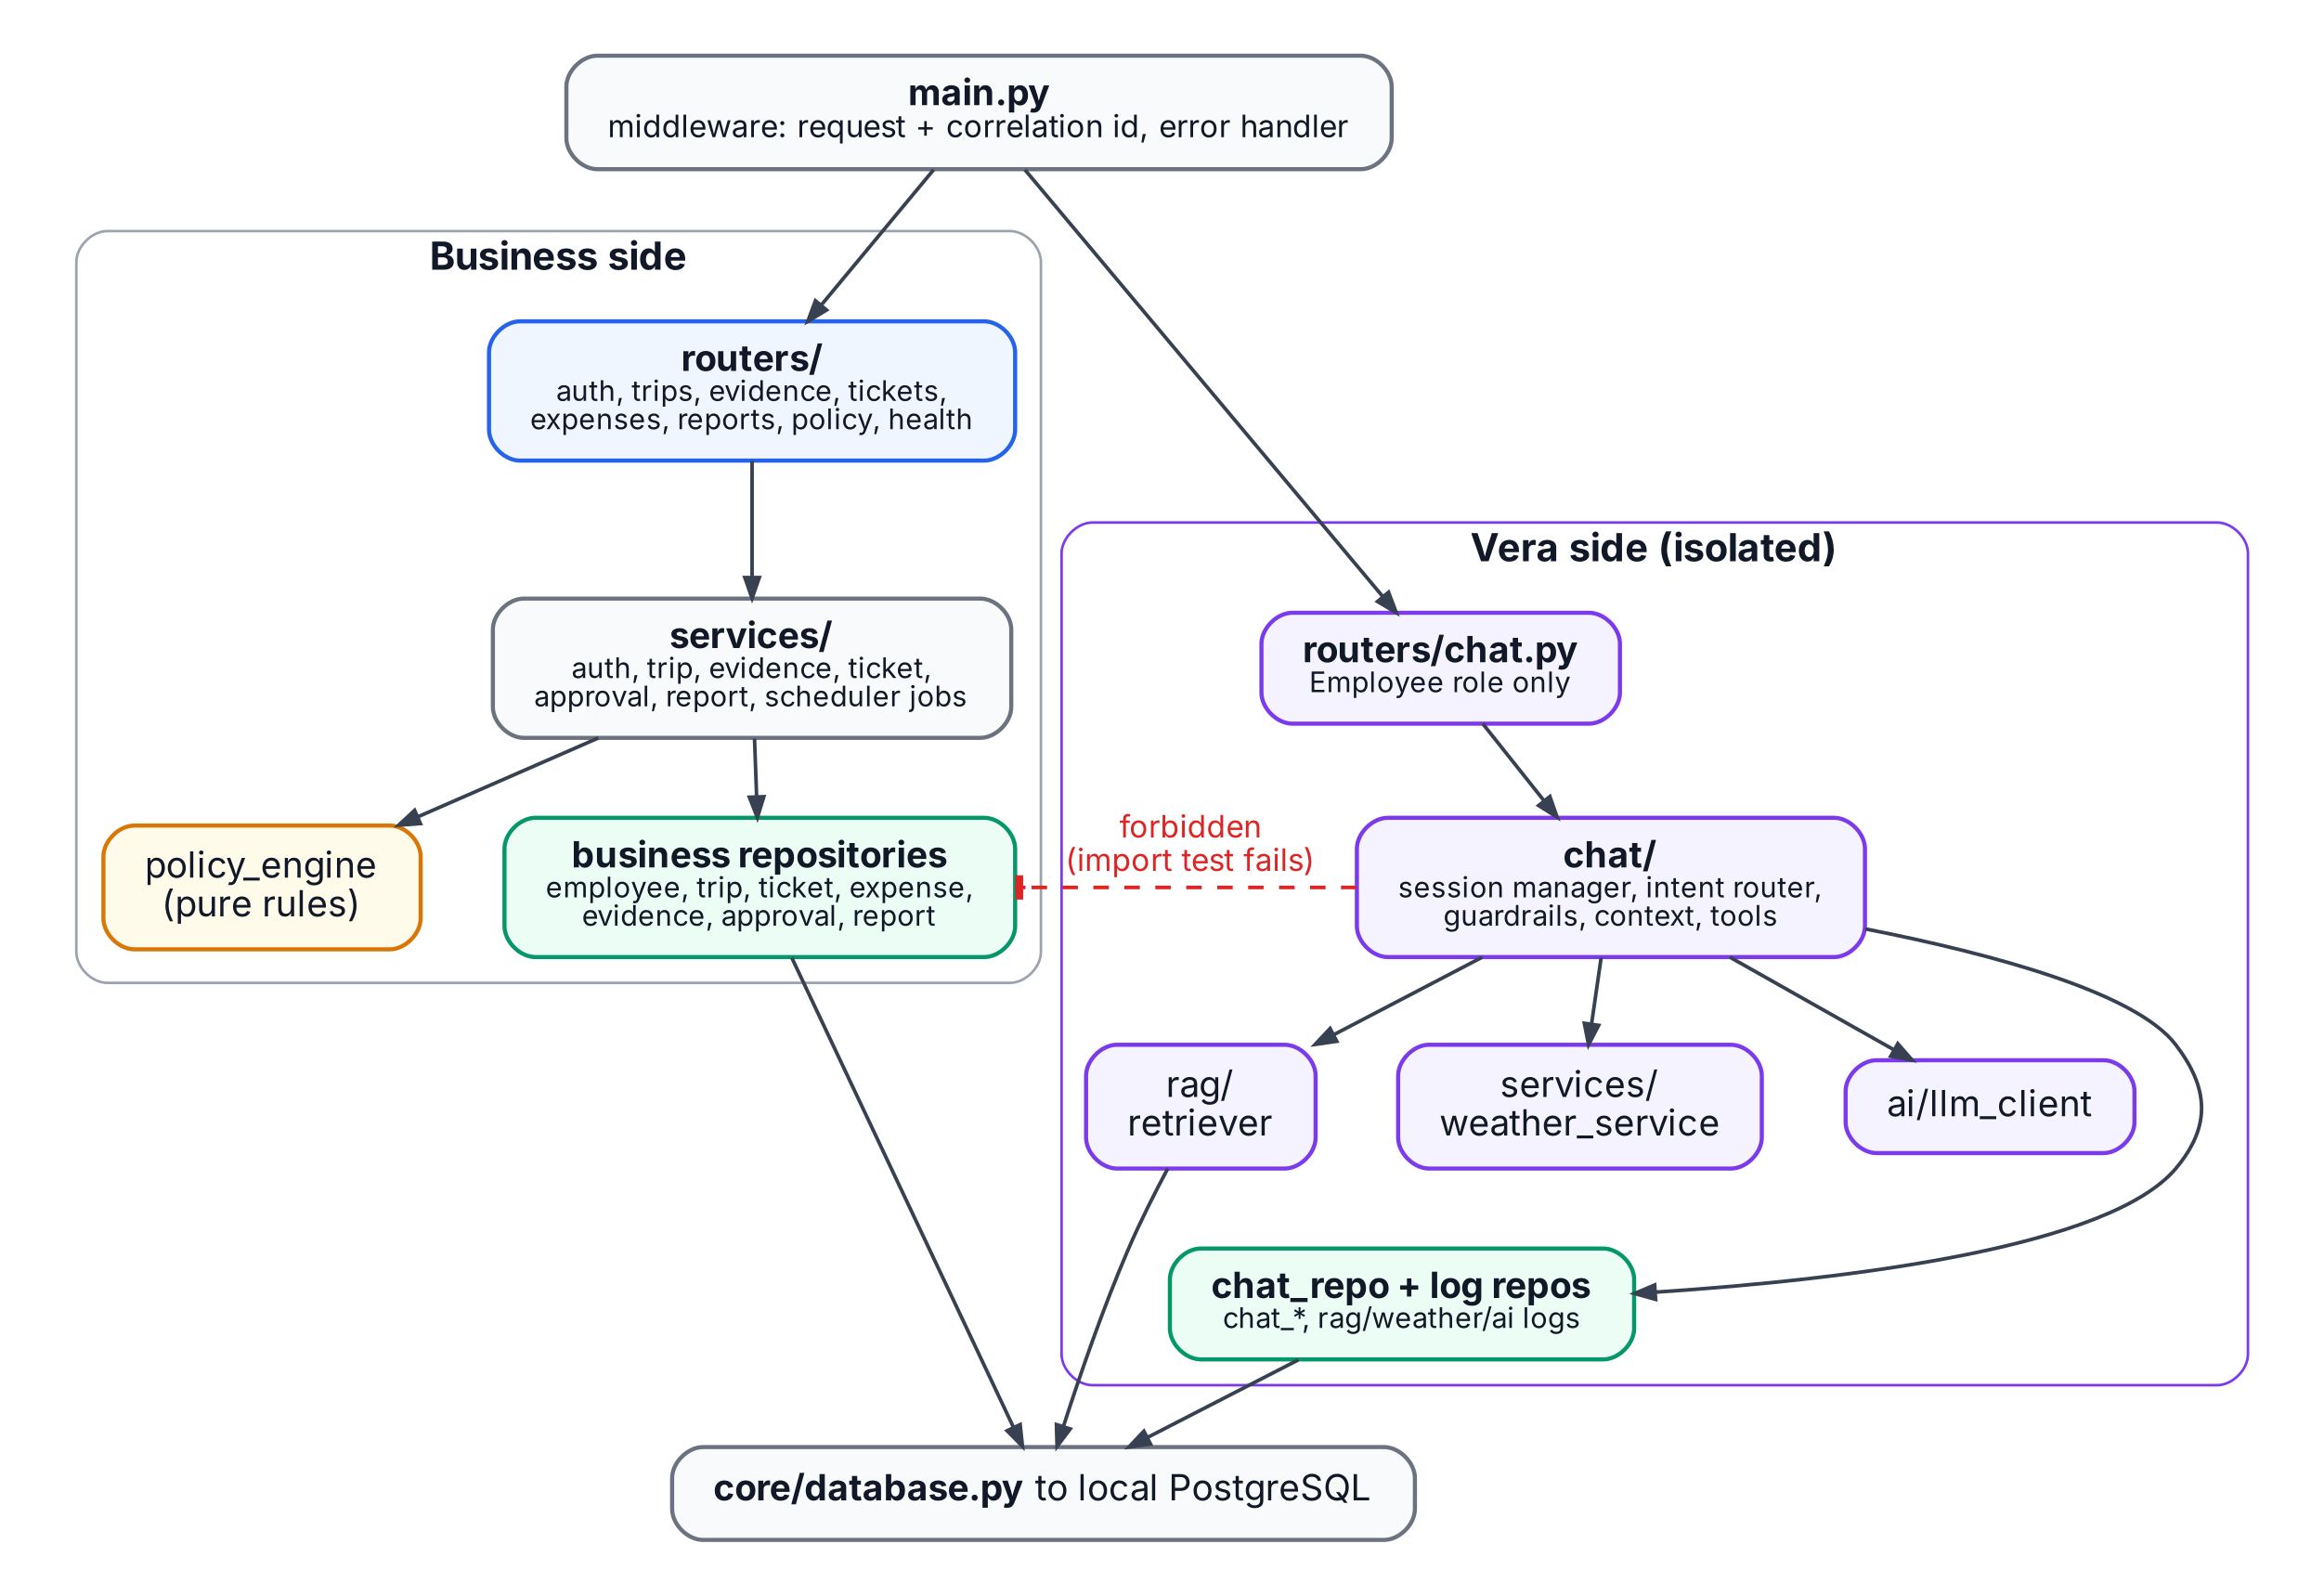 main.py
middleware: request + correlation id, error handler
Business side
routers/
auth, trips, evidence, tickets,
expenses, reports, policy, health
Vera side (isolated)
services/
auth, trip, evidence, ticket,
approval, report, scheduler jobs
routers/chat.py
Employee role only
policy_engine
(pure rules)
business repositories
employee, trip, ticket, expense,
evidence, approval, report
forbidden
(import test fails)
chat/
session manager, intent router,
guardrails, context, tools
rag/
retriever
services/
weather_service
ai/llm_client
chat_repo + log repos
chat_*, rag/weather/ai logs
core/database.py to local PostgreSQL